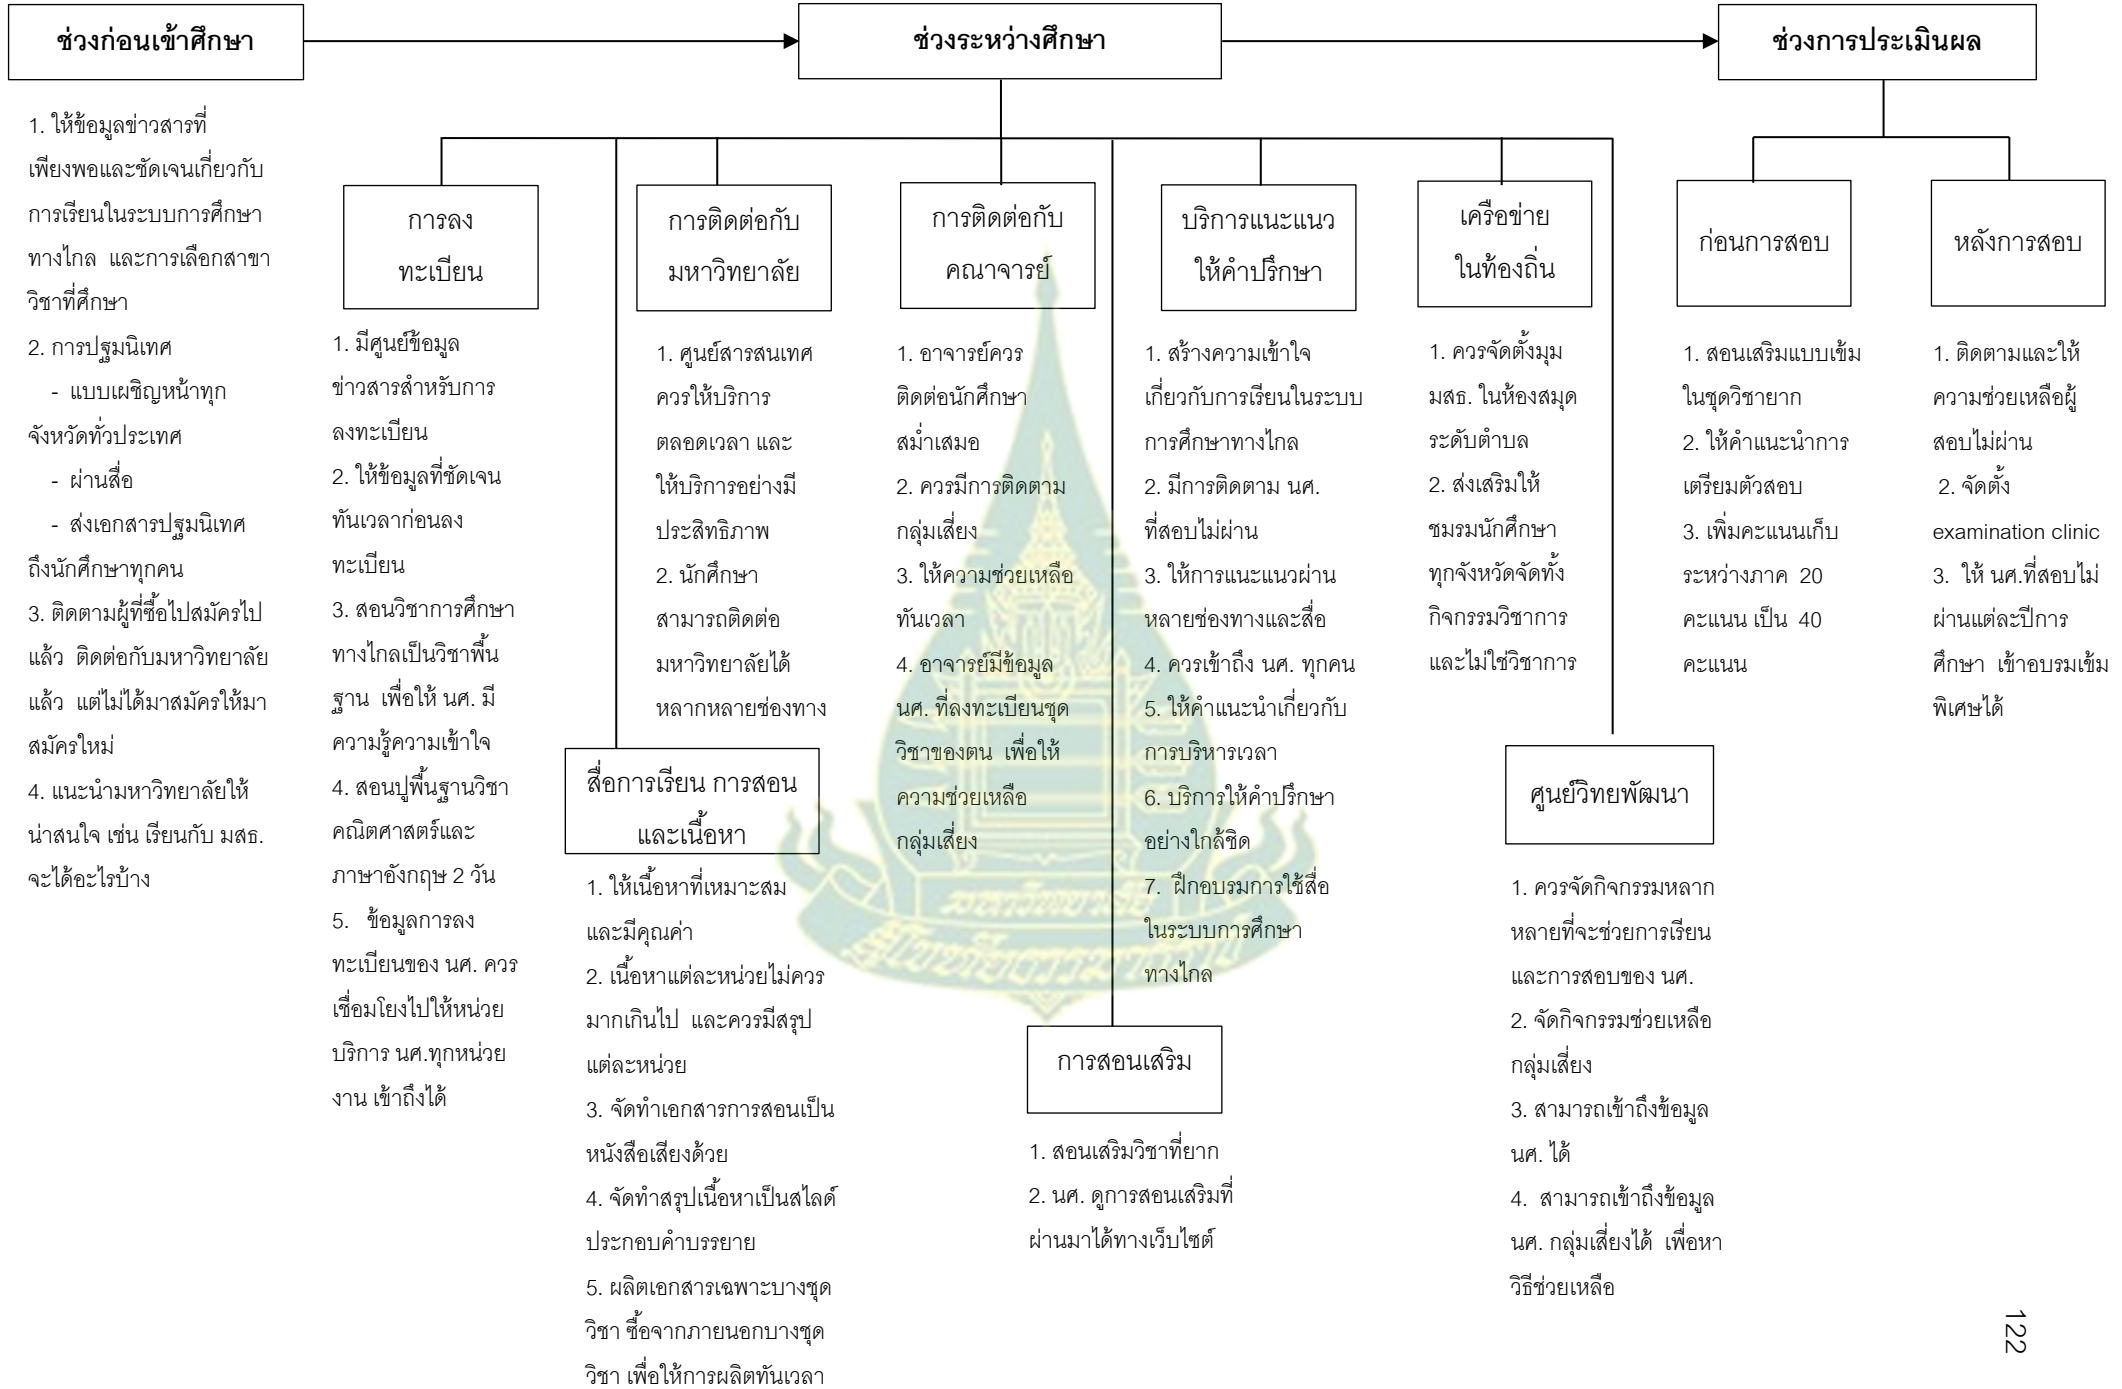 ช่วงก่อนเข้าศึกษา
ช่วงระหว่างศึกษา
ช่วงการประเมินผล
1. ให้ข้อมูลข่าวสารที่
เพียงพอและชัดเจนเกี่ยวกับ
การเรียนในระบบการศึกษา
ทางไกล และการเลือกสาขา
วิชาที่ศึกษา
2. การปฐมนิเทศ
- แบบเผชิญหน้าทุก
จังหวัดทั่วประเทศ
- ผ่านสื่อ
- ส่งเอกสารปฐมนิเทศ
ถึงนักศึกษาทุกคน
3. ติดตามผู้ที่ซื้อไปสมัครไป
แล้ว ติดต่อกับมหาวิทยาลัย
แล้ว แต่ไม่ได้มาสมัครให้มา
สมัครใหม่
4. แนะนำมหาวิทยาลัยให้
น่าสนใจ เช่น เรียนกับ มสธ.
จะได้อะไรบ้าง
การลง
ทะเบียน
1. มีศูนย์ข้อมูล
ข่าวสารสำหรับการ
ลงทะเบียน
2. ให้ข้อมูลที่ชัดเจน
ทันเวลาก่อนลง
ทะเบียน
3. สอนวิชาการศึกษา
ทางไกลเป็นวิชาพื้น
ฐาน เพื่อให้ นศ. มี
ความรู้ความเข้าใจ
4. สอนปูพื้นฐานวิชา
คณิตศาสตร์และ
ภาษาอังกฤษ 2 วัน
5. ข้อมูลการลง
ทะเบียนของ นศ. ควร
เชื่อมโยงไปให้หน่วย
บริการ นศ.ทุกหน่วย
งาน เข้าถึงได้
การติดต่อกับ
มหาวิทยาลัย
1. ศูนย์สารสนเทศ
ควรให้บริการ
ตลอดเวลา และ
ให้บริการอย่างมี
ประสิทธิภาพ
2. นักศึกษา
สามารถติดต่อ
มหาวิทยาลัยได้
หลากหลายช่องทาง
สื่อการเรียน การสอน
และเนื้อหา
1. ให้เนื้อหาที่เหมาะสม
และมีคุณค่า
2. เนื้อหาแต่ละหน่วยไม่ควร
มากเกินไป และควรมีสรุป
แต่ละหน่วย
3. จัดทำเอกสารการสอนเป็น
หนังสือเสียงด้วย
4. จัดทำสรุปเนื้อหาเป็นสไลด์
ประกอบคำบรรยาย
5. ผลิตเอกสารเฉพาะบางชุด
วิชา ซื้อจากภายนอกบางชุด
วิชา เพื่อให้การผลิตทันเวลา
การติดต่อกับ
คณาจารย์
1. อาจารย์ควร
ติดต่อนักศึกษา
สม่ำเสมอ
2. ควรมีการติดตาม
กลุ่มเสี่ยง
3. ให้ความช่วยเหลือ
ทันเวลา
4. อาจารย์มีข้อมูล
นศ. ที่ลงทะเบียนชุด
วิชาของตน เพื่อให้
ความช่วยเหลือ
กลุ่มเสี่ยง
การสอนเสริม
1. สอนเสริมวิชาที่ยาก
2. นศ. ดูการสอนเสริมที่
ผ่านมาได้ทางเว็บไซต์
บริการแนะแนว
ให้คำปรึกษา
1. สร้างความเข้าใจ
เกี่ยวกับการเรียนในระบบ
การศึกษาทางไกล
2. มีการติดตาม นศ.
ที่สอบไม่ผ่าน
3. ให้การแนะแนวผ่าน
หลายช่องทางและสื่อ
4. ควรเข้าถึง นศ. ทุกคน
5. ให้คำแนะนำเกี่ยวกับ
การบริหารเวลา
6. บริการให้คำปรึกษา
อย่างใกล้ชิด
7. ฝึกอบรมการใช้สื่อ
ในระบบการศึกษา
ทางไกล
เครือข่าย
ในท้องถิ่น
1. ควรจัดตั้งมุม
มสธ. ในห้องสมุด
ระดับตำบล
2. ส่งเสริมให้
ชมรมนักศึกษา
ทุกจังหวัดจัดทั้ง
กิจกรรมวิชาการ
และไม่ใช่วิชาการ
ศูนย์วิทยพัฒนา
1. ควรจัดกิจกรรมหลาก
หลายที่จะช่วยการเรียน
และการสอบของ นศ.
2. จัดกิจกรรมช่วยเหลือ
กลุ่มเสี่ยง
3. สามารถเข้าถึงข้อมูล
นศ. ได้
4. สามารถเข้าถึงข้อมูล
นศ. กลุ่มเสี่ยงได้ เพื่อหา
วิธีช่วยเหลือ
ก่อนการสอบ
1. สอนเสริมแบบเข้ม
ในชุดวิชายาก
2. ให้คำแนะนำการ
เตรียมตัวสอบ
3. เพิ่มคะแนนเก็บ
ระหว่างภาค 20
คะแนน เป็น 40
คะแนน
หลังการสอบ
1. ติดตามและให้
ความช่วยเหลือผู้
สอบไม่ผ่าน
2. จัดตั้ง
examination clinic
3. ให้ นศ.ที่สอบไม่
ผ่านแต่ละปีการ
ศึกษา เข้าอบรมเข้ม
พิเศษได้
มหาวิทยาลัย
สุโขทัยธรรมาธิราช
122